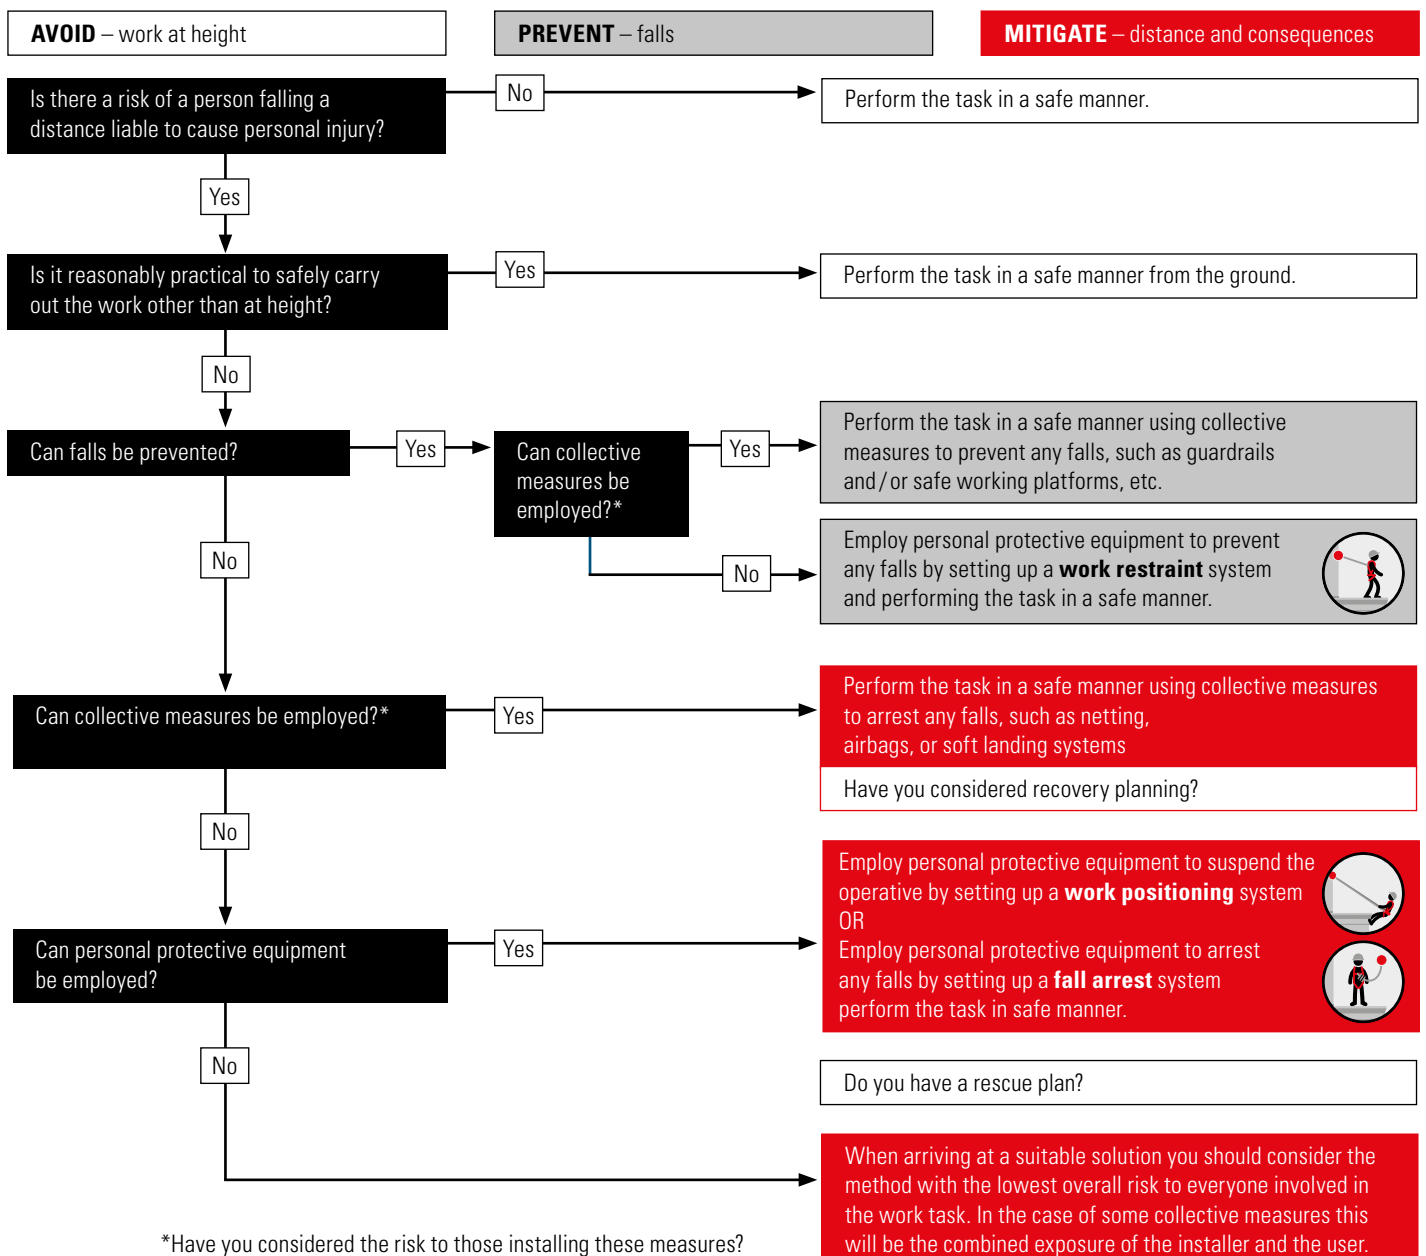 AVOID – work at height
PREVENT – falls
MITIGATE – distance and consequences
Is there a risk of a person falling a
distance liable to cause personal injury?
No
Perform the task in a safe manner.
Yes
Is it reasonably practical to safely carry
out the work other than at height?
Yes
Perform the task in a safe manner from the ground.
No
Can falls be prevented?
Yes
Can collective
measures be
employed?*
Yes
Perform the task in a safe manner using collective
measures to prevent any falls, such as guardrails
and/or safe working platforms, etc.
No
Employ personal protective equipment to prevent
any falls by setting up a work restraint system
and performing the task in a safe manner.
No
Can collective measures be employed?*
Yes
Perform the task in a safe manner using collective measures
to arrest any falls, such as netting,
airbags, or soft landing systems
Have you considered recovery planning?
No
Can personal protective equipment
be employed?
Yes
Employ personal protective equipment to suspend the
operative by setting up a work positioning system
OR
Employ personal protective equipment to arrest
any falls by setting up a fall arrest system
perform the task in safe manner.
Do you have a rescue plan?
No
When arriving at a suitable solution you should consider the
method with the lowest overall risk to everyone involved in
the work task. In the case of some collective measures this
will be the combined exposure of the installer and the user.
*Have you considered the risk to those installing these measures?